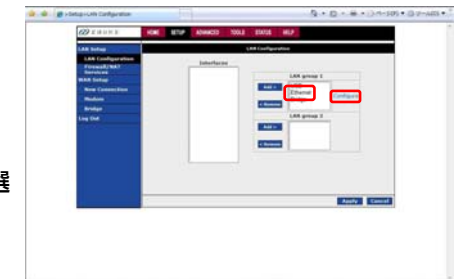 Setup - LAN Configuration
HOME SETUP ADVANCED TOOLS STATUS HELP
LAN Setup
LAN Configuration
Firewall/NAT
Services
WAN Setup
New Connection
Modem
Bridge
Log Out
LAN Configuration
Interfaces
LAN group 1
Add >
Ethernet
Configure
< Remove
LAN group 2
Add >
< Remove
Apply Cancel